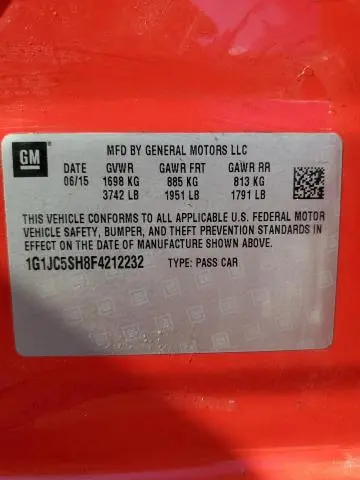 GM
MFD BY GENERAL MOTORS LLC
DATE GVWR GAWR FRT GAWR RR
06/15 1698 KG 885 KG 813 KG
3742 LB 1951 LB 1791 LB
THIS VEHICLE CONFORMS TO ALL APPLICABLE U.S. FEDERAL MOTOR
VEHICLE SAFETY, BUMPER, AND THEFT PREVENTION STANDARDS IN
EFFECT ON THE DATE OF MANUFACTURE SHOWN ABOVE.
1G1JC5SH8F4212232 TYPE: PASS CAR